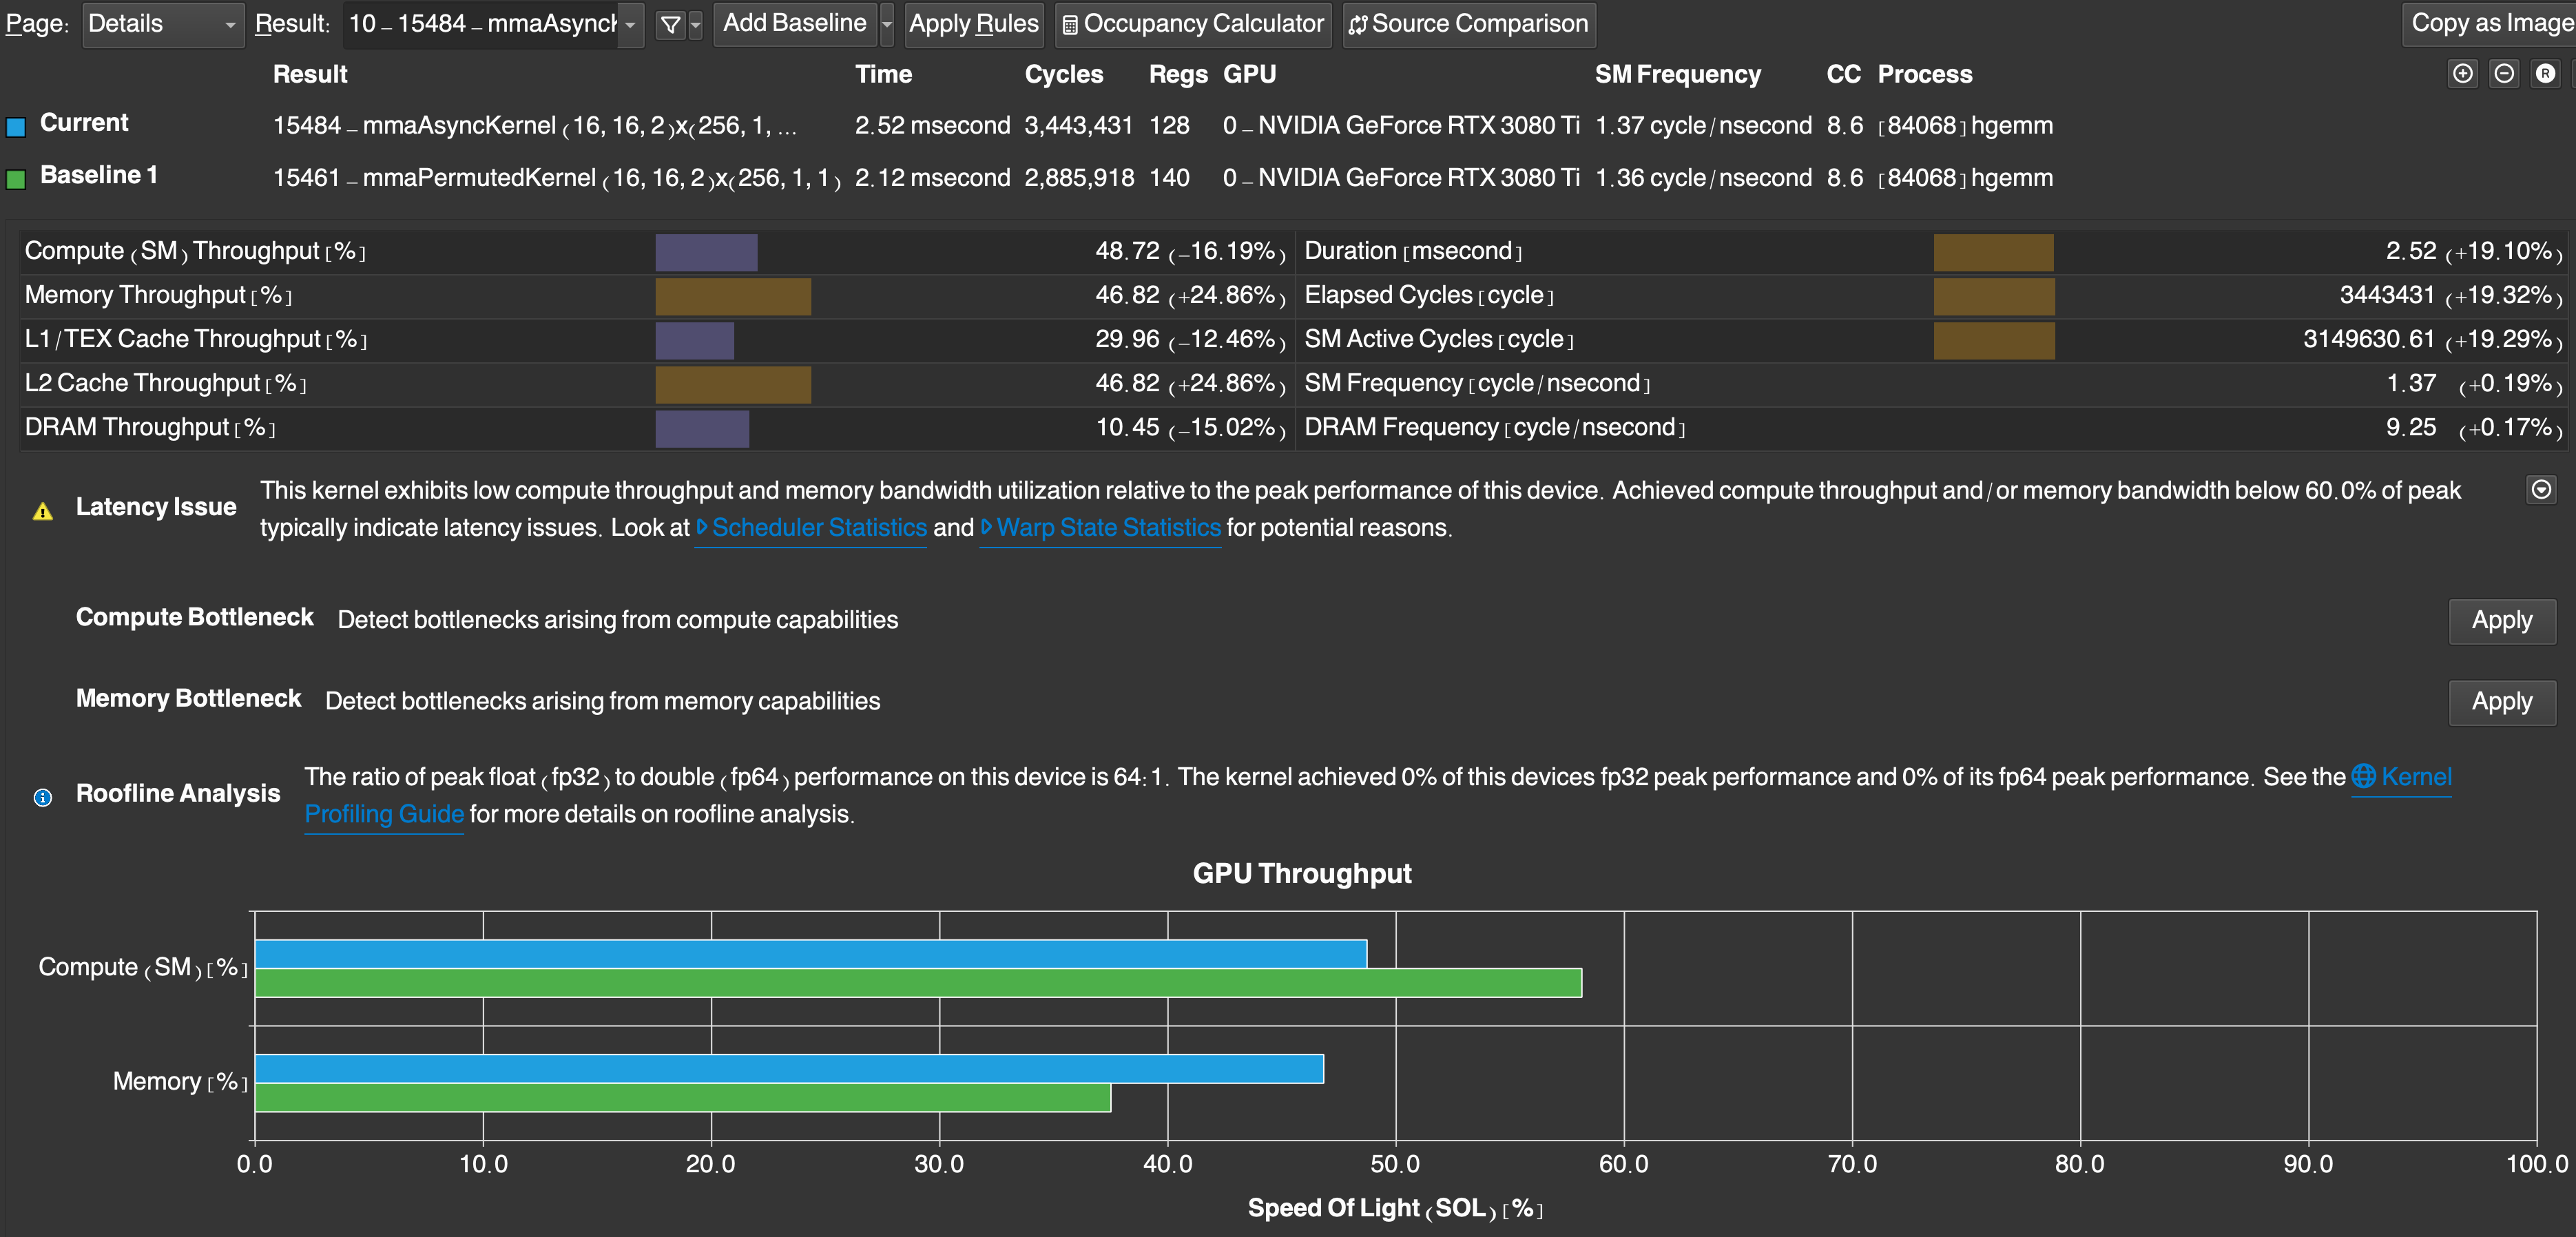 Page: Details Result: 10 - 15484 - mmaAsynck Add Baseline Apply Rules Occupancy Calculator Source Comparison Copy as Image
Result Time Cycles Regs GPU SM Frequency CC Process
Current 15484 - mmaAsyncKernel (16, 16, 2)x(256, 1, ... 2.52 msecond 3,443,431 128 0 - NVIDIA GeForce RTX 3080 Ti 1.37 cycle/nsecond 8.6 [84068] hgemm
Baseline 1 15461 - mmaPermutedKernel (16, 16, 2)x(256, 1, 1) 2.12 msecond 2,885,918 140 0 - NVIDIA GeForce RTX 3080 Ti 1.36 cycle/nsecond 8.6 [84068] hgemm
Compute (SM) Throughput [%] 48.72 (-16.19%) Duration [msecond] 2.52 (+19.10%)
Memory Throughput [%] 46.82 (+24.86%) Elapsed Cycles [cycle] 3443431 (+19.32%)
L1/TEX Cache Throughput [%] 29.96 (-12.46%) SM Active Cycles [cycle] 3149630.61 (+19.29%)
L2 Cache Throughput [%] 46.82 (+24.86%) SM Frequency [cycle/nsecond] 1.37 (+0.19%)
DRAM Throughput [%] 10.45 (-15.02%) DRAM Frequency [cycle/nsecond] 9.25 (+0.17%)
Latency Issue This kernel exhibits low compute throughput and memory bandwidth utilization relative to the peak performance of this device. Achieved compute throughput and/or memory bandwidth below 60.0% of peak
typically indicate latency issues. Look at Scheduler Statistics and Warp State Statistics for potential reasons.
Compute Bottleneck Detect bottlenecks arising from compute capabilities Apply
Memory Bottleneck Detect bottlenecks arising from memory capabilities Apply
Roofline Analysis The ratio of peak float (fp32) to double (fp64) performance on this device is 64:1. The kernel achieved 0% of this devices fp32 peak performance and 0% of its fp64 peak performance. See the Kernel
Profiling Guide for more details on roofline analysis.
GPU Throughput
Compute (SM) [%]
Memory [%]
0.0 10.0 20.0 30.0 40.0 50.0 60.0 70.0 80.0 90.0 100.0
Speed Of Light (SOL) [%]